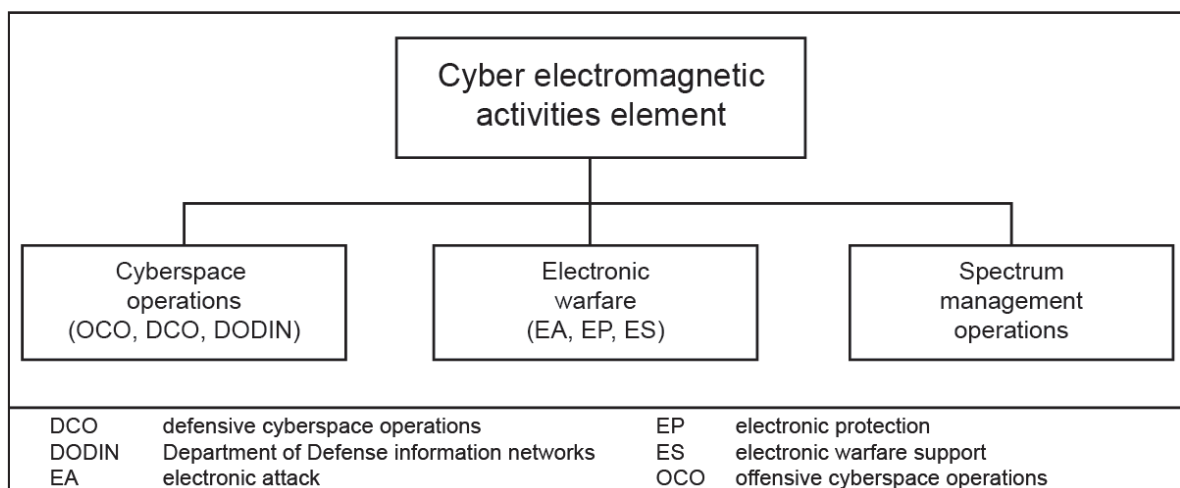 Cyber electromagnetic
activities element
Cyberspace
operations
(OCO, DCO, DODIN)
Electronic
warfare
(EA, EP, ES)
Spectrum
management
operations
DCO defensive cyberspace operations
DODIN Department of Defense information networks
EA electronic attack
EP electronic protection
ES electronic warfare support
OCO offensive cyberspace operations